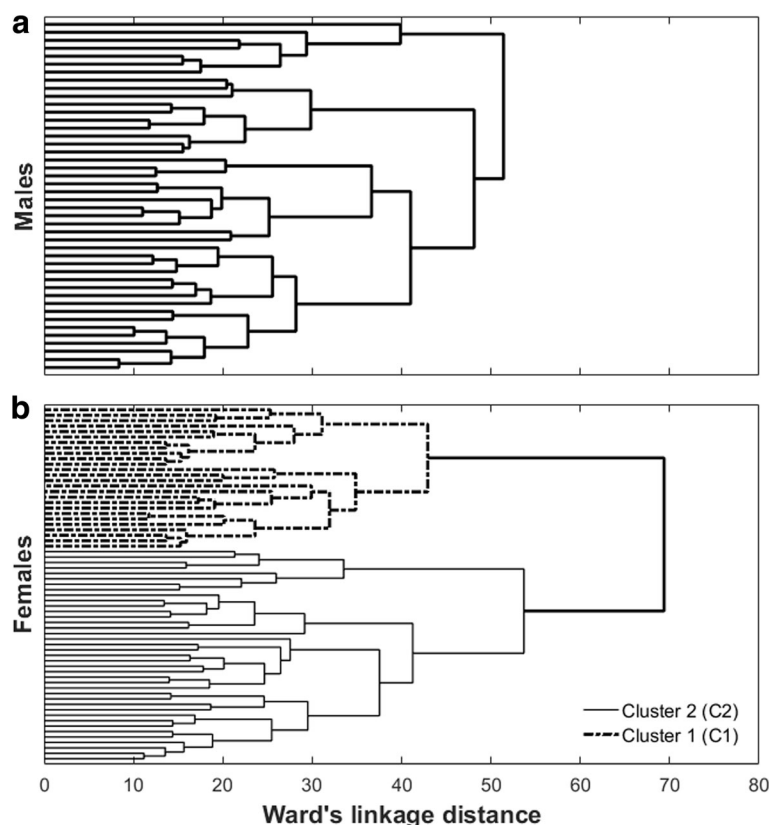 a
Males
b
Females
Cluster 2 (C2)
Cluster 1 (C1)
0 10 20 30 40 50 60 70 80
Ward's linkage distance